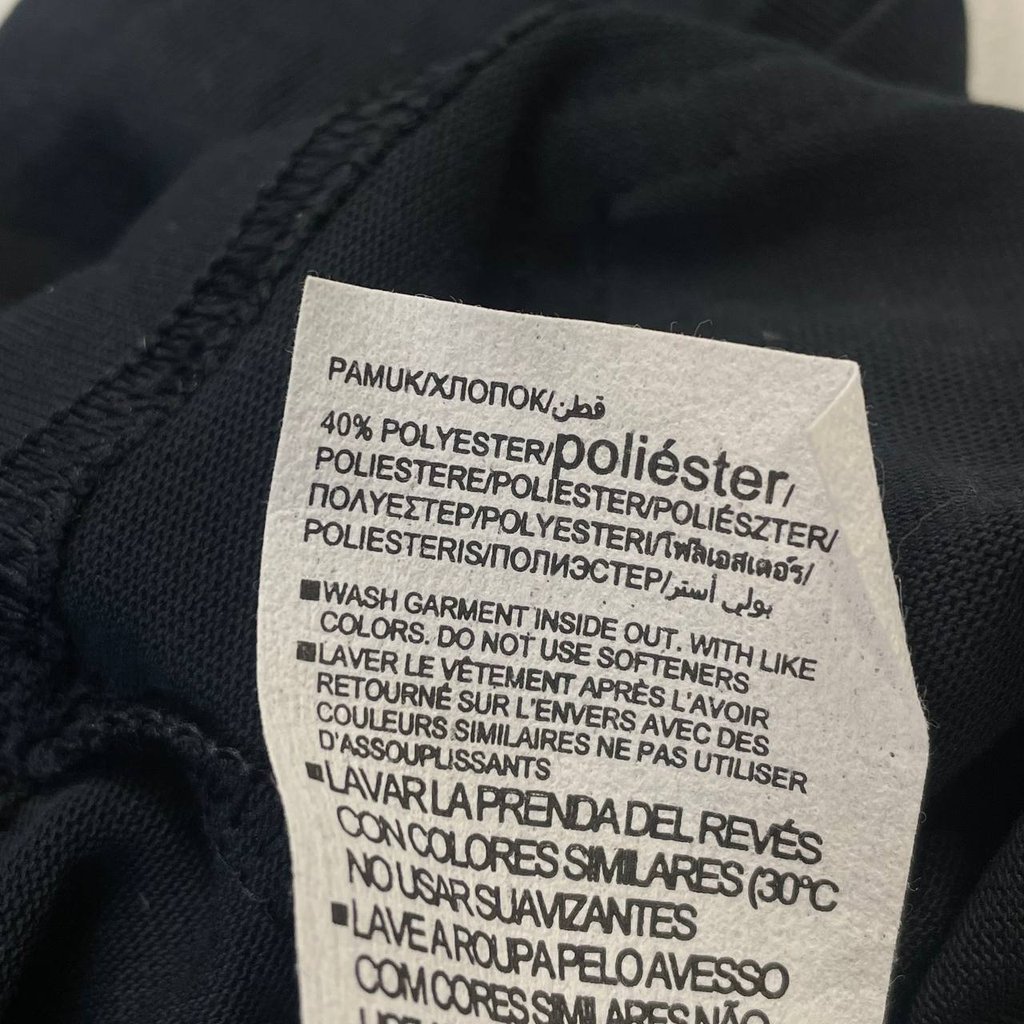 PAMUK/ХЛОПОК/قطن
40% POLYESTER/poliéster/
POLIESTERE/POLIESTER/POLIÉSZTER/
ΠΟΛΥΕΣΤΕΡ/POLYESTERI/โพลีเอสเตอร์/
POLIESTERIS/ПОЛИЭСТЕР/بولي أستر
■WASH GARMENT INSIDE OUT. WITH LIKE
COLORS. DO NOT USE SOFTENERS
■LAVER LE VÊTEMENT APRÈS L'AVOIR
RETOURNÉ SUR L'ENVERS AVEC DES
COULEURS SIMILAIRES NE PAS UTILISER
D'ASSOUPLISSANTS
■LAVAR LA PRENDA DEL REVÉS
CON COLORES SIMILARES (30ºC
NO USAR SUAVIZANTES
■LAVE A ROUPA PELO AVESSO
COM CORES SIMILARES NÃO